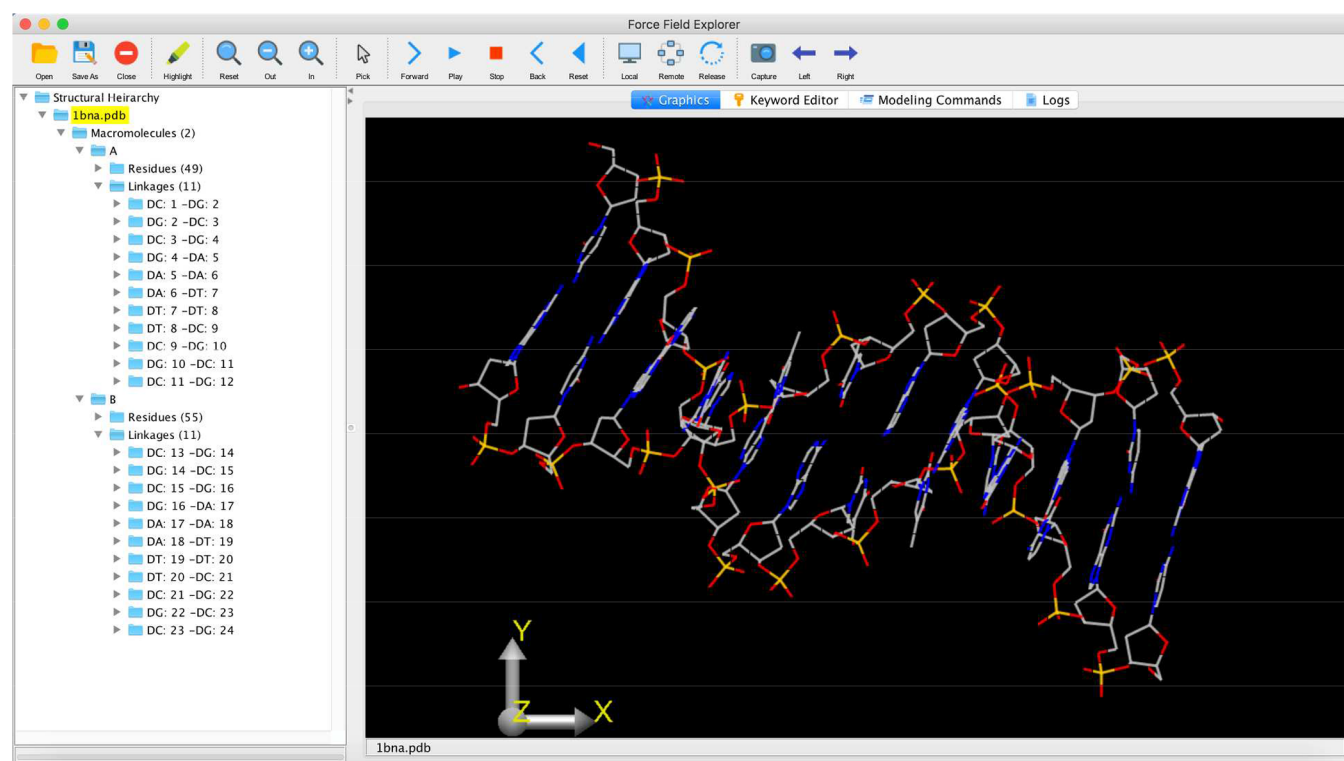 Force Field Explorer
Open Save As Close Highlight Reset Out In Pick Forward Play Stop Back Reset Local Remote Release Capture Left Right
Graphics Keyword Editor Modeling Commands Logs
Structural Heirarchy
1bna.pdb
Macromolecules (2)
A
Residues (49)
Linkages (11)
DC: 1 -DG: 2
DG: 2 -DC: 3
DC: 3 -DG: 4
DG: 4 -DA: 5
DA: 5 -DA: 6
DA: 6 -DT: 7
DT: 7 -DT: 8
DT: 8 -DC: 9
DC: 9 -DG: 10
DG: 10 -DC: 11
DC: 11 -DG: 12
B
Residues (55)
Linkages (11)
DC: 13 -DG: 14
DG: 14 -DC: 15
DC: 15 -DG: 16
DG: 16 -DA: 17
DA: 17 -DA: 18
DA: 18 -DT: 19
DT: 19 -DT: 20
DT: 20 -DC: 21
DC: 21 -DG: 22
DG: 22 -DC: 23
DC: 23 -DG: 24
Y
Z X
1bna.pdb